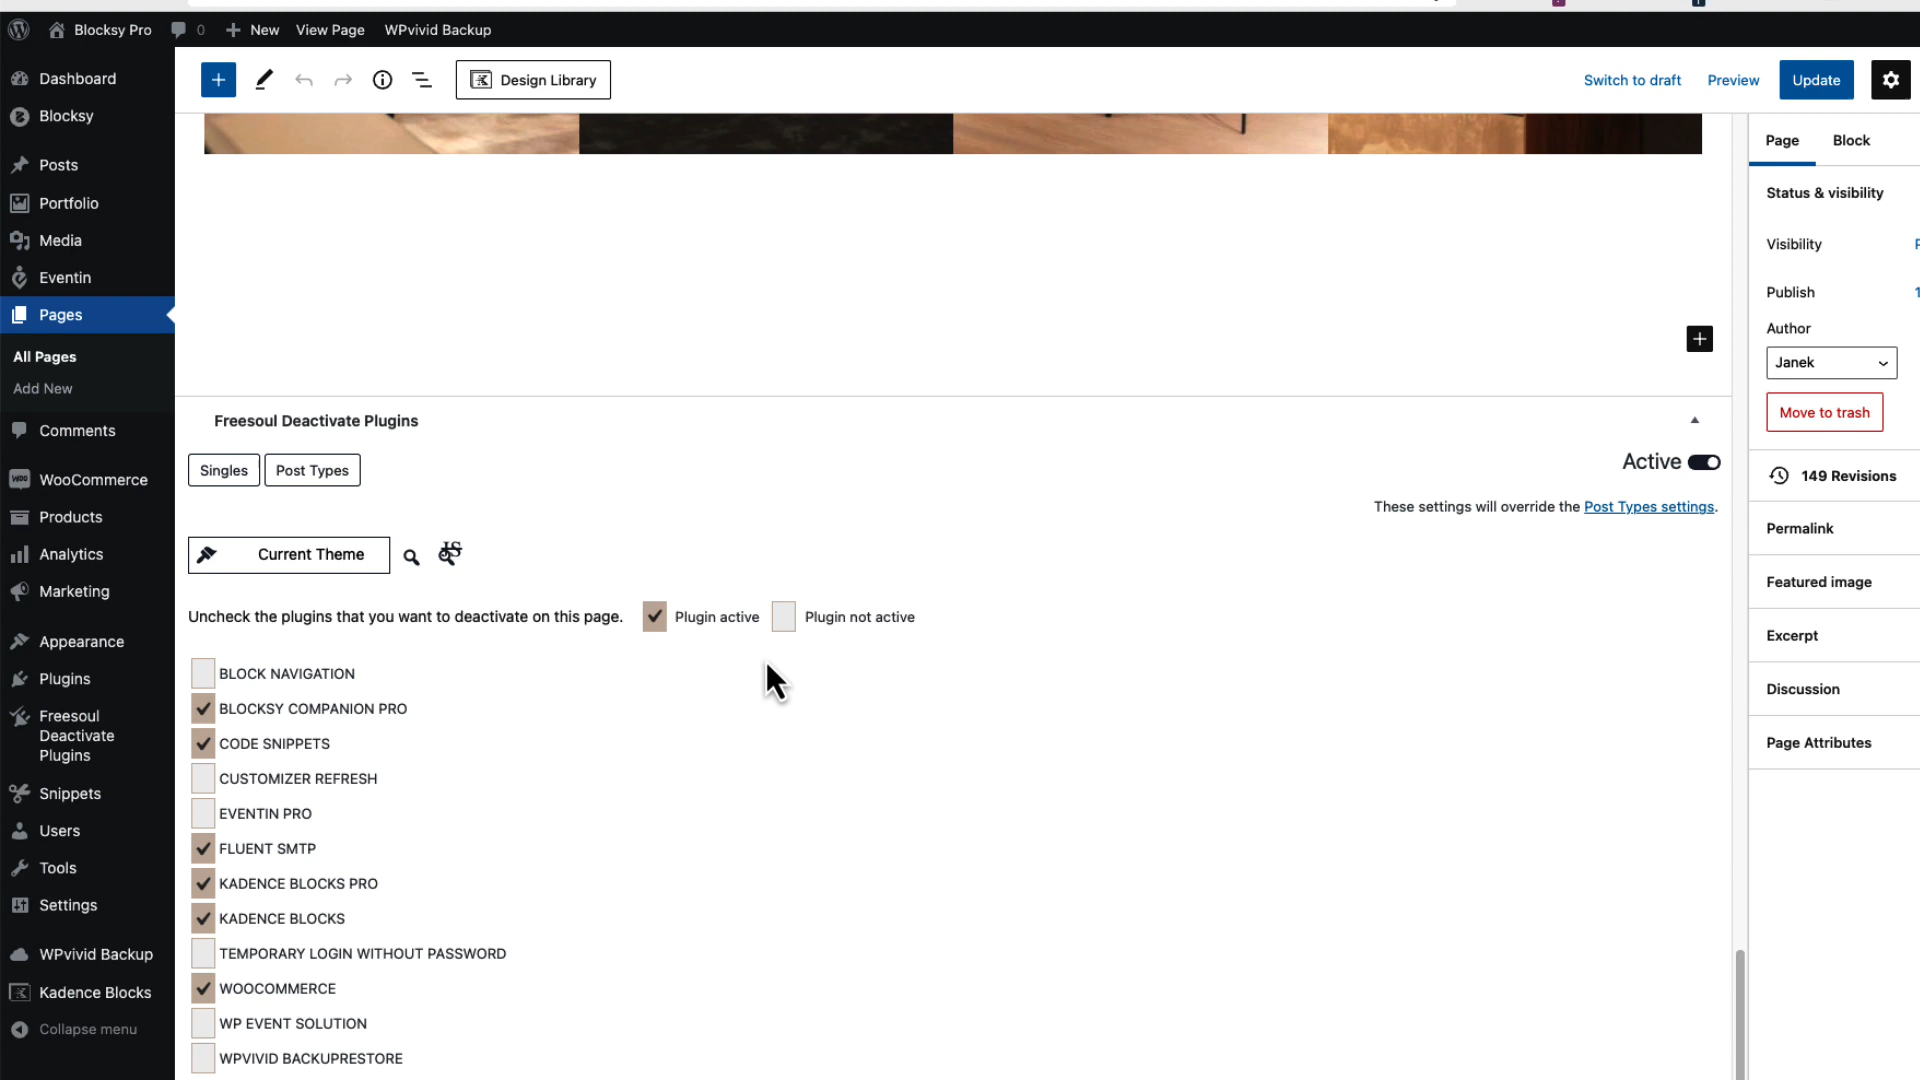 Blocksy Pro 0 New View Page WPvivid Backup
Dashboard
Blocksy
Posts
Portfolio
Media
Eventin
Pages
All Pages
Add New
Comments
WooCommerce
Products
Analytics
Marketing
Appearance
Plugins
Freesoul
Deactivate
Plugins
Snippets
Users
Tools
Settings
WPvivid Backup
Kadence Blocks
Collapse menu
Design Library
Switch to draft Preview Update
Freesoul Deactivate Plugins
Singles Post Types
Active
These settings will override the Post Types settings.
Current Theme
JS
Uncheck the plugins that you want to deactivate on this page. Plugin active Plugin not active
BLOCK NAVIGATION
BLOCKSY COMPANION PRO
CODE SNIPPETS
CUSTOMIZER REFRESH
EVENTIN PRO
FLUENT SMTP
KADENCE BLOCKS PRO
KADENCE BLOCKS
TEMPORARY LOGIN WITHOUT PASSWORD
WOOCOMMERCE
WP EVENT SOLUTION
WPVIVID BACKUPRESTORE
Page Block
Status & visibility
Visibility
Publish
Author
Janek
Move to trash
149 Revisions
Permalink
Featured image
Excerpt
Discussion
Page Attributes